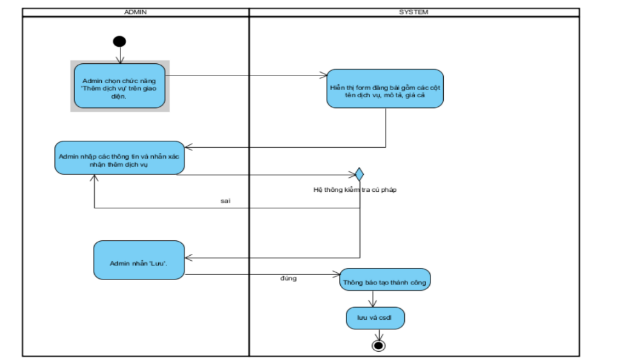 ADMIN
SYSTEM
Admin chọn chức năng
'Thêm dịch vụ' trên giao
diện.
Hiển thị form đăng bài gồm các cột
tên dịch vụ, mô tả, giá cả
Admin nhập các thông tin và nhấn xác
nhận thêm dịch vụ
Hệ thông kiểm tra cú pháp
sai
Admin nhấn 'Lưu'.
đúng
Thông báo tạo thành công
lưu và csdl